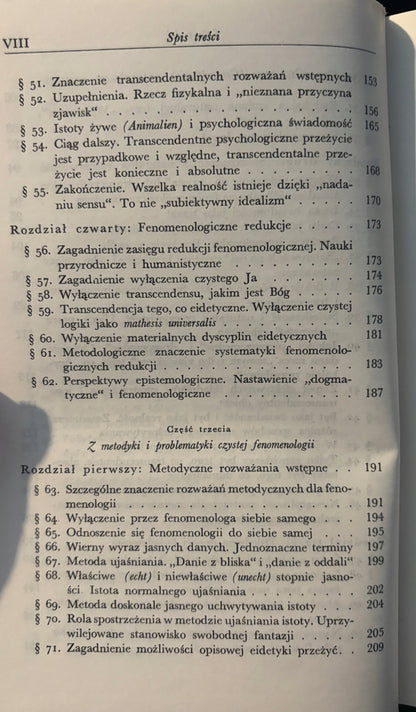 VIII Spis treści
§ 51. Znaczenie transcendentalnych rozważań wstępnych 153
§ 52. Uzupełnienia. Rzecz fizykalna i „nieznana przyczyna
zjawisk“ . . . . . . . . . . . . . . . . . 156
§ 53. Istoty żywe (Animalien) i psychologiczna świadomość 165
§ 54. Ciąg dalszy. Transcendentne psychologiczne przeżycie
jest przypadkowe i względne, transcendentalne prze-
życie jest konieczne i absolutne . . . . . . . . 168
§ 55. Zakończenie. Wszelka realność istnieje dzięki „nada-
niu sensu“. To nie „subiektywny idealizm“ . . . . . 170
Rozdział czwarty: Fenomenologiczne redukcje . . . . 173
§ 56. Zagadnienie zasięgu redukcji fenomenologicznej. Nauki
przyrodnicze i humanistyczne . . . . . . . . . 173
§ 57. Zagadnienie wyłączenia czystego Ja . . . . . . . 174
§ 58. Wyłączenie transcendensu, jakim jest Bóg . . . . . 176
§ 59. Transcendencja tego, co eidetyczne. Wyłączenie czystej
logiki jako mathesis universalis . . . . . . . . . 178
§ 60. Wyłączenie materialnych dyscyplin eidetycznych 181
§ 61. Metodologiczne znaczenie systematyki fenomenolo-
gicznych redukcji . . . . . . . . . . . . . 183
§ 62. Perspektywy epistemologiczne. Nastawienie „dogma-
tyczne“ i fenomenologiczne . . . . . . . . . 187
Część trzecia
Z metodyki i problematyki czystej fenomenologii
Rozdział pierwszy: Metodyczne rozważania wstępne . . 191
§ 63. Szczególne znaczenie rozważań metodycznych dla feno-
menologii . . . . . . . . . . . . . . . . 191
§ 64. Wyłączenie przez fenomenologa siebie samego . . . 194
§ 65. Odnoszenie się fenomenologii do siebie samej . . . 195
§ 66. Wierny wyraz jasnych danych. Jednoznaczne terminy 197
§ 67. Metoda ujaśniania. „Danie z bliska“ i „danie z oddali“ 199
§ 68. Właściwe (echt) i niewłaściwe (unecht) stopnie jasno-
ści. Istota normalnego ujaśniania . . . . . . . . 202
§ 69. Metoda doskonale jasnego uchwytywania istoty . . . 204
§ 70. Rola spostrzeżenia w metodzie ujaśniania istoty. Uprzy-
wilejowane stanowisko swobodnej fantazji . . . . . 205
§ 71. Zagadnienie możliwości opisowej eidetyki przeżyć. . 209